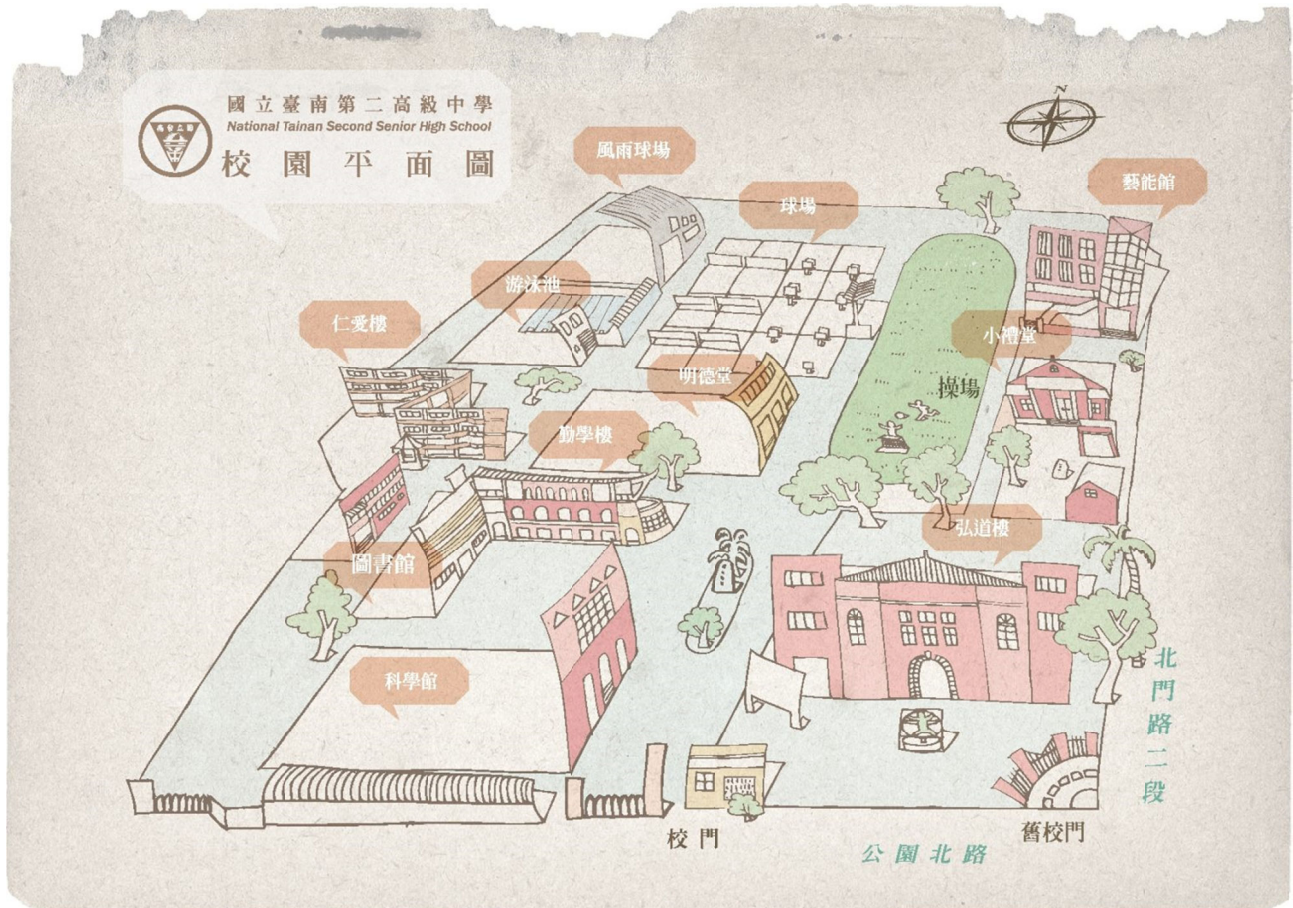 國立臺南第二高級中學
National Tainan Second Senior High School
校園平面圖
N
風雨球場
藝能館
球場
游泳池
仁愛樓
小禮堂
明德堂
操場
勤學樓
弘道樓
圖書館
科學館
北門路二段
校門
舊校門
公園北路